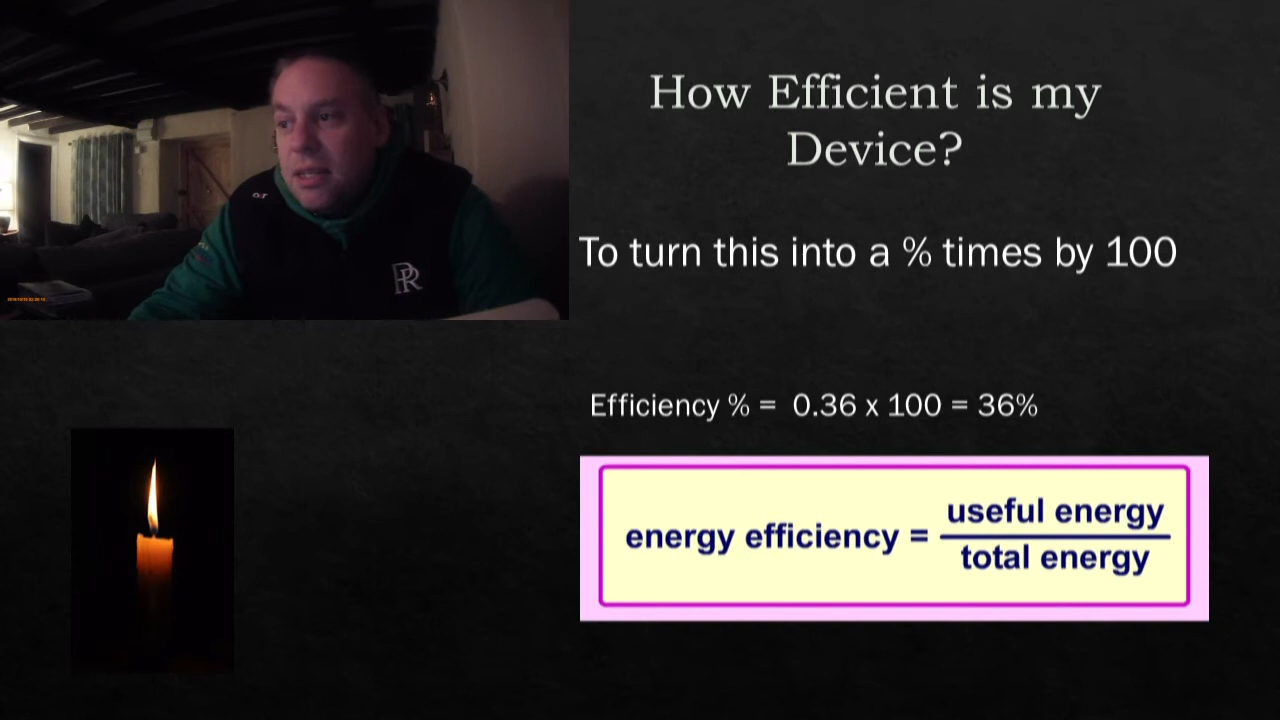 How Efficient is my
Device?
To turn this into a % times by 100
Efficiency % = 0.36 x 100 = 36%
energy efficiency = useful energy
total energy